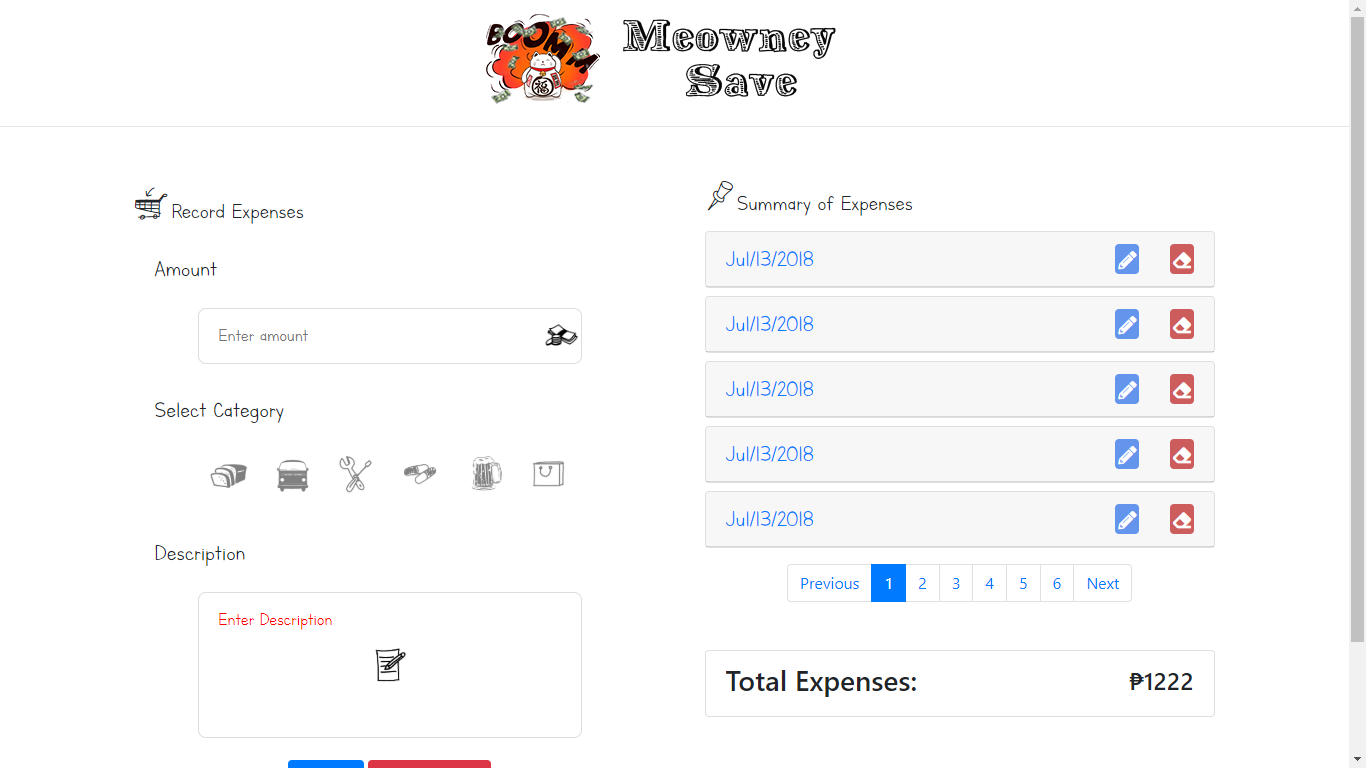 BOOM M
Meowney
Save
Record Expenses
Amount
Enter amount
Select Category
Description
Enter Description
Summary of Expenses
Jul/13/2018
Jul/13/2018
Jul/13/2018
Jul/13/2018
Jul/13/2018
Previous 1 2 3 4 5 6 Next
Total Expenses: ₱1222
福